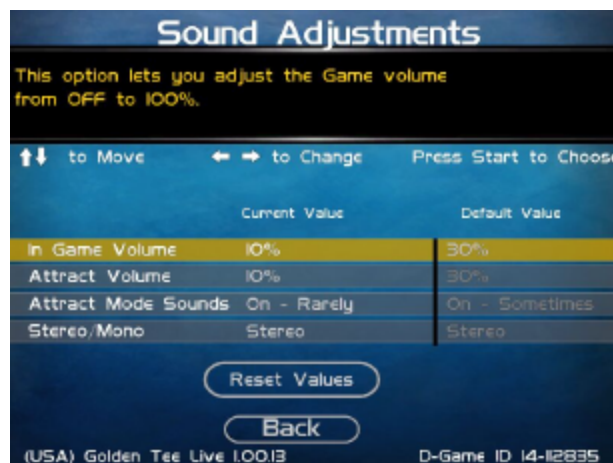 Sound Adjustments
This option lets you adjust the Game volume
from OFF to 100%.
to Move to Change Press Start to Choose
Current Value Default Value
In Game Volume 10% 30%
Attract Volume 10% 30%
Attract Mode Sounds On - Rarely On - Sometimes
Stereo/Mono Stereo Stereo
Reset Values
Back
(USA) Golden Tee Live 1.00.13 D-Game ID 14-112835